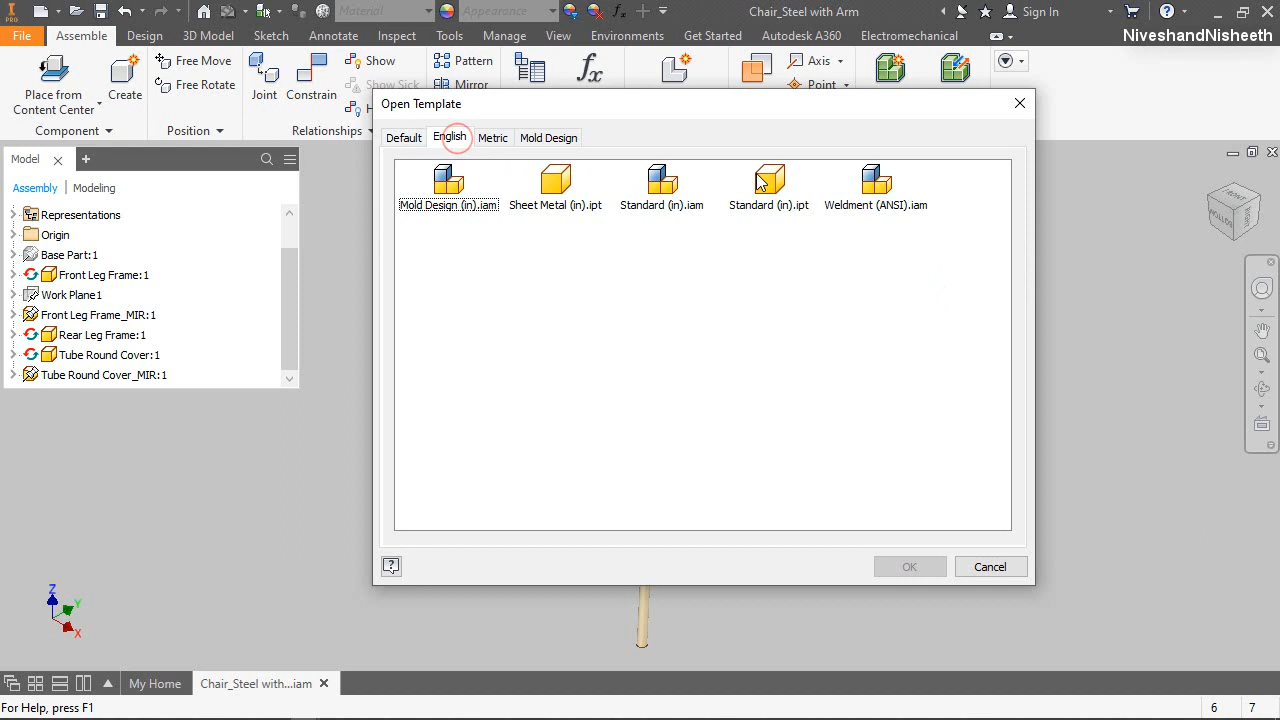 PRO
Material
Appearance
Chair_Steel with Arm
Sign In
File
Assemble
Design
3D Model
Sketch
Annotate
Inspect
Tools
Manage
View
Environments
Get Started
Autodesk A360
Electromechanical
NiveshandNisheeth
Place from
Content Center
Create
Free Move
Free Rotate
Joint
Constrain
Show
Show Sick
H
Pattern
Mirror
fx
Axis
Point
Component
Position
Relationships
Open Template
Default
English
Metric
Mold Design
Mold Design (in).iam
Sheet Metal (in).ipt
Standard (in).iam
Standard (in).ipt
Weldment (ANSI).iam
OK
Cancel
Model
Assembly
Modeling
Representations
Origin
Base Part:1
Front Leg Frame:1
Work Plane1
Front Leg Frame_MIR:1
Rear Leg Frame:1
Tube Round Cover:1
Tube Round Cover_MIR:1
Z
Y
X
My Home
Chair_Steel with...iam
For Help, press F1
6
7